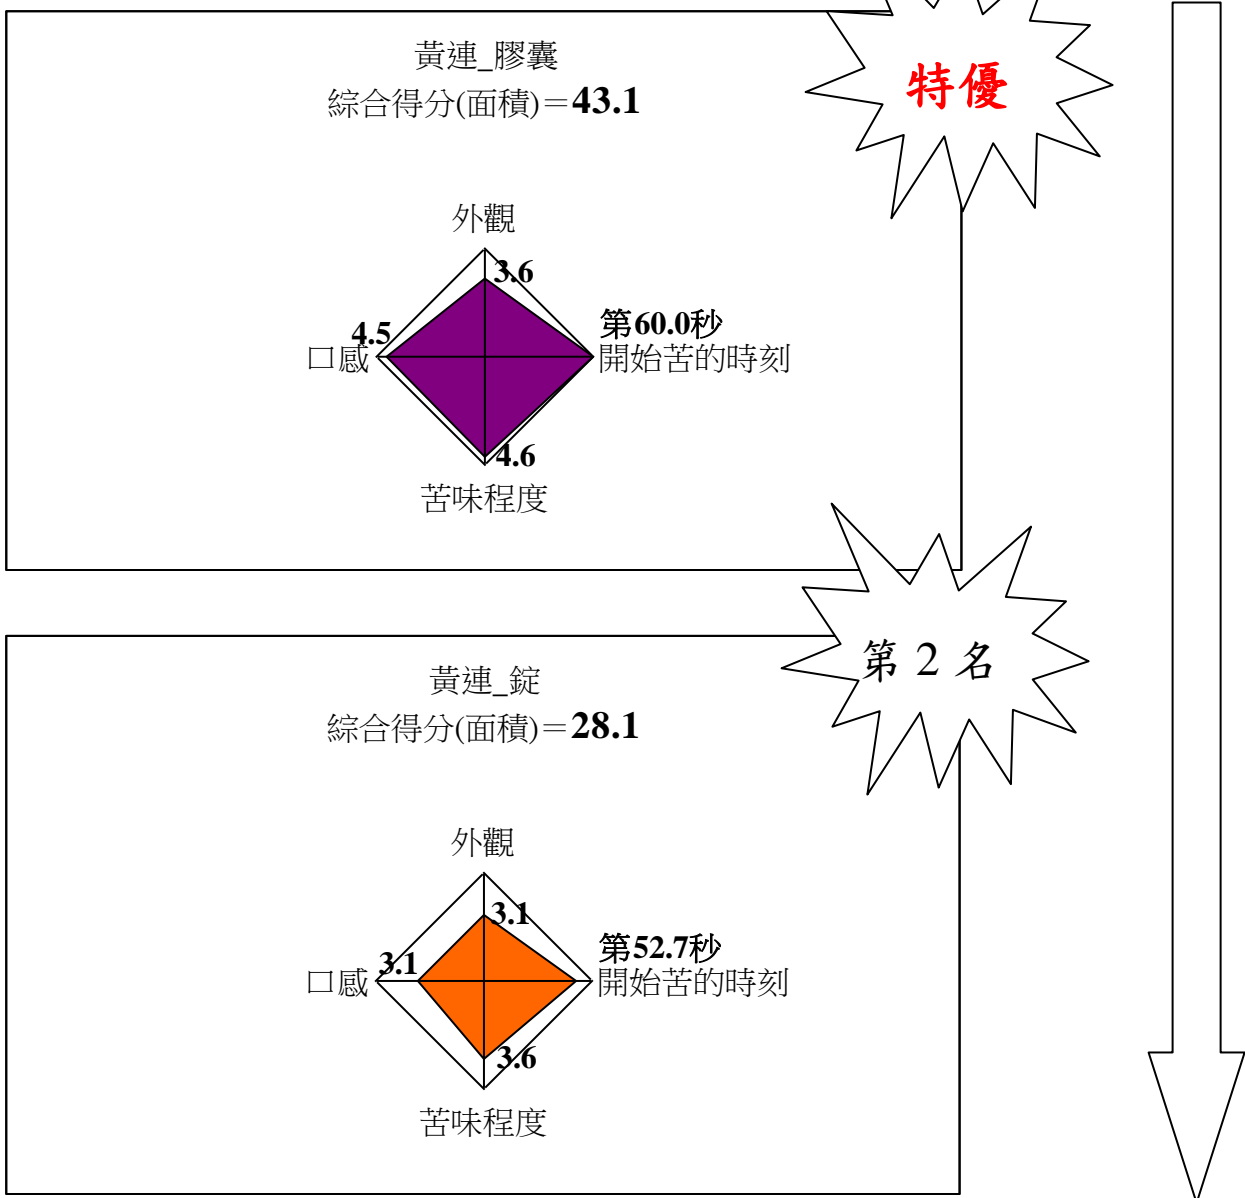 特優
黃連_膠囊
綜合得分(面積)＝43.1
外觀
3.6
第60.0秒
4.5
口感
開始苦的時刻
4.6
苦味程度
第 2 名
黃連_錠
綜合得分(面積)＝28.1
外觀
3.1
第52.7秒
3.1
口感
開始苦的時刻
3.6
苦味程度